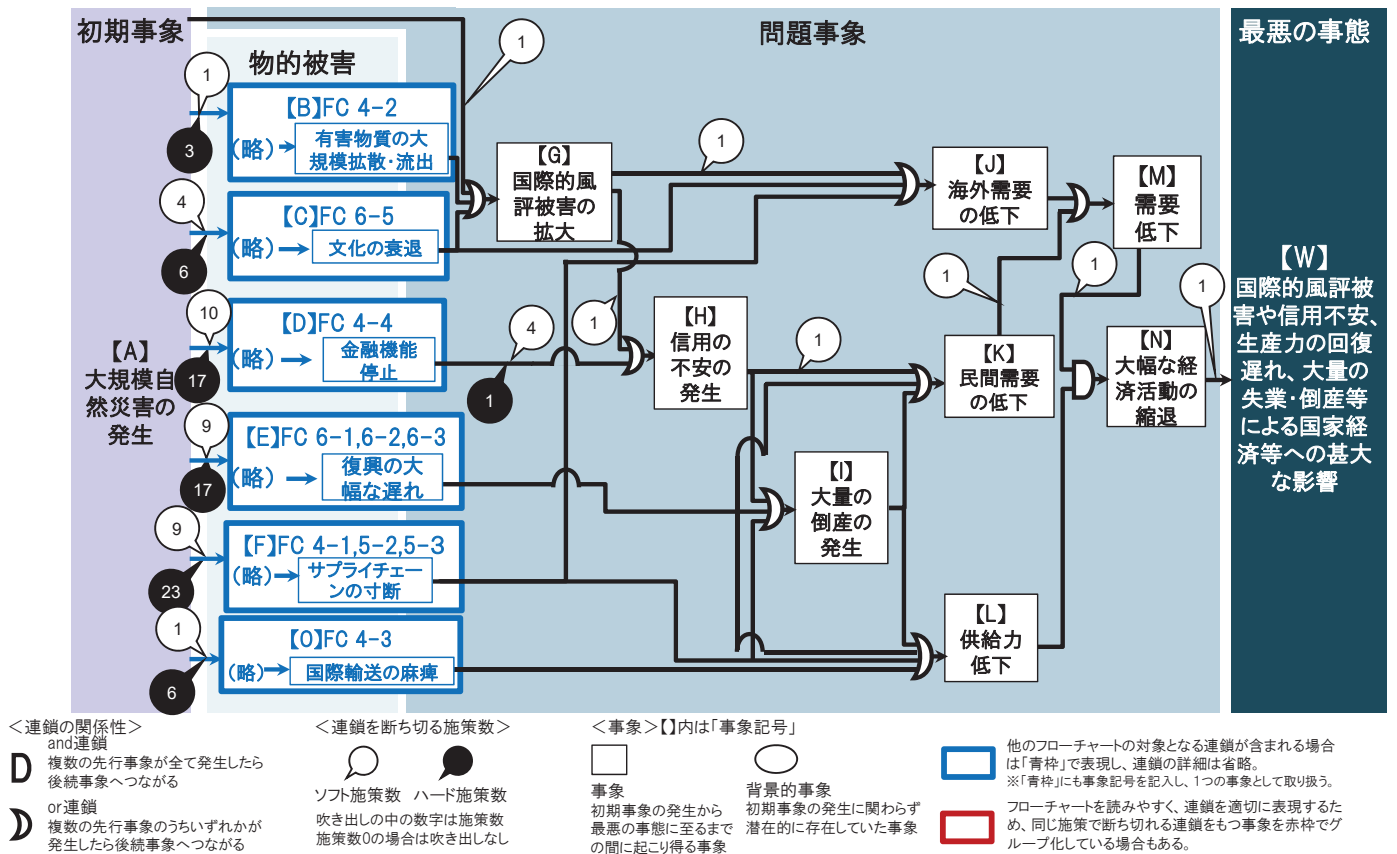 初期事象
物的被害
問題事象
最悪の事態
【A】
大規模自
然災害の
発生
1
3
【B】FC 4-2
(略)
有害物質の大
規模拡散・流出
4
6
【C】FC 6-5
(略)
文化の衰退
10
17
【D】FC 4-4
(略)
金融機能
停止
9
17
【E】FC 6-1,6-2,6-3
(略)
復興の大
幅な遅れ
9
23
【F】FC 4-1,5-2,5-3
(略)
サプライチェー
ンの寸断
1
6
【O】FC 4-3
(略)
国際輸送の麻痺
1
【G】
国際的風
評被害の
拡大
1
1
4
1
【H】
信用の
不安の
発生
1
【I】
大量の
倒産の
発生
【J】
海外需要
の低下
1
【K】
民間需要
の低下
【L】
供給力
低下
【M】
需要
低下
1
【N】
大幅な経
済活動の
縮退
1
【W】
国際的風評被
害や信用不安、
生産力の回復
遅れ、大量の
失業・倒産等
による国家経
済等への甚大
な影響
＜連鎖の関係性＞
and連鎖
複数の先行事象が全て発生したら
後続事象へつながる
or連鎖
複数の先行事象のうちいずれかが
発生したら後続事象へつながる
＜連鎖を断ち切る施策数＞
ソフト施策数 ハード施策数
吹き出しの中の数字は施策数
施策数0の場合は吹き出しなし
＜事象＞【】内は「事象記号」
事象
初期事象の発生から
最悪の事態に至るまで
の間に起こり得る事象
背景的事象
初期事象の発生に関わらず
潜在的に存在していた事象
他のフローチャートの対象となる連鎖が含まれる場合
は「青枠」で表現し、連鎖の詳細は省略。
※「青枠」にも事象記号を記入し、1つの事象として取り扱う。
フローチャートを読みやすく、連鎖を適切に表現するた
め、同じ施策で断ち切れる連鎖をもつ事象を赤枠でグ
ループ化している場合もある。